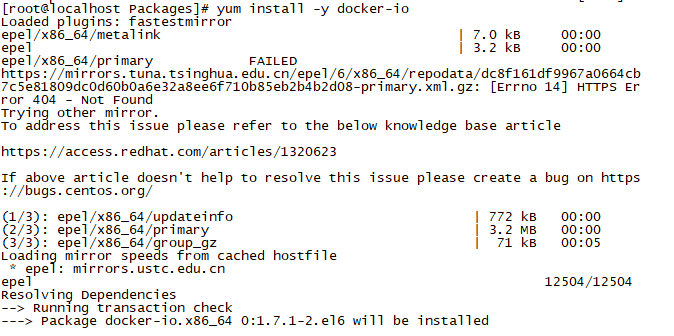 [root@localhost Packages]# yum install -y docker-io
Loaded plugins: fastestmirror
epel/x86_64/metalink | 7.0 kB 00:00
epel | 3.2 kB 00:00
epel/x86_64/primary FAILED
https://mirrors.tuna.tsinghua.edu.cn/epel/6/x86_64/repodata/dc8f161df9967a0664cb
7c5e81809dc0d60b0a6e32a8ee6f710b85eb2b4b2d08-primary.xml.gz: [Errno 14] HTTPS Er
ror 404 - Not Found
Trying other mirror.
To address this issue please refer to the below knowledge base article
https://access.redhat.com/articles/1320623
If above article doesn't help to resolve this issue please create a bug on https
://bugs.centos.org/
(1/3): epel/x86_64/updateinfo | 772 kB 00:00
(2/3): epel/x86_64/primary | 3.2 MB 00:00
(3/3): epel/x86_64/group_gz | 71 kB 00:05
Loading mirror speeds from cached hostfile
* epel: mirrors.ustc.edu.cn
epel 12504/12504
Resolving Dependencies
--> Running transaction check
---> Package docker-io.x86_64 0:1.7.1-2.el6 will be installed